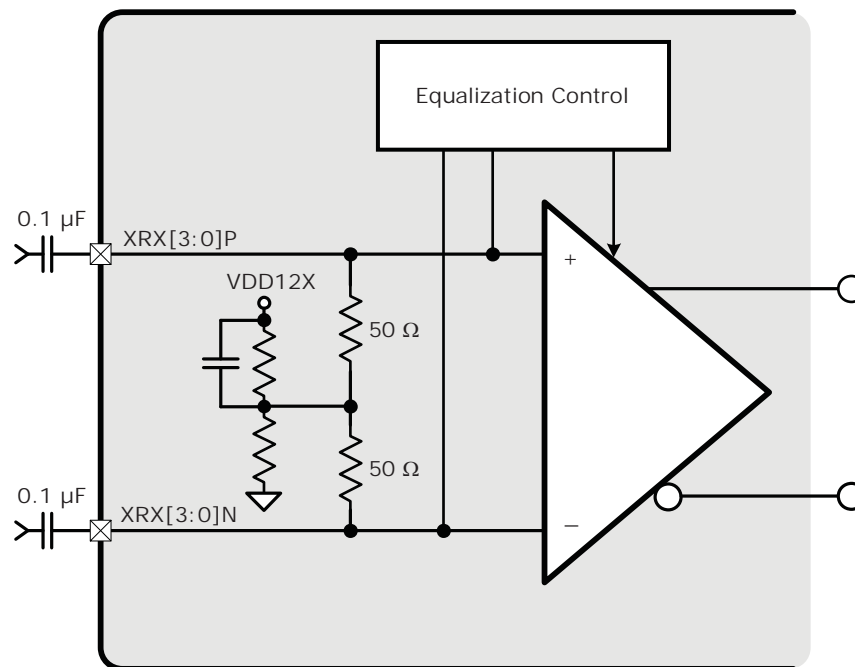 Equalization Control
0.1 µF
XRX[3:0]P
+
VDD12X
50 Ω
50 Ω
0.1 µF
XRX[3:0]N
−